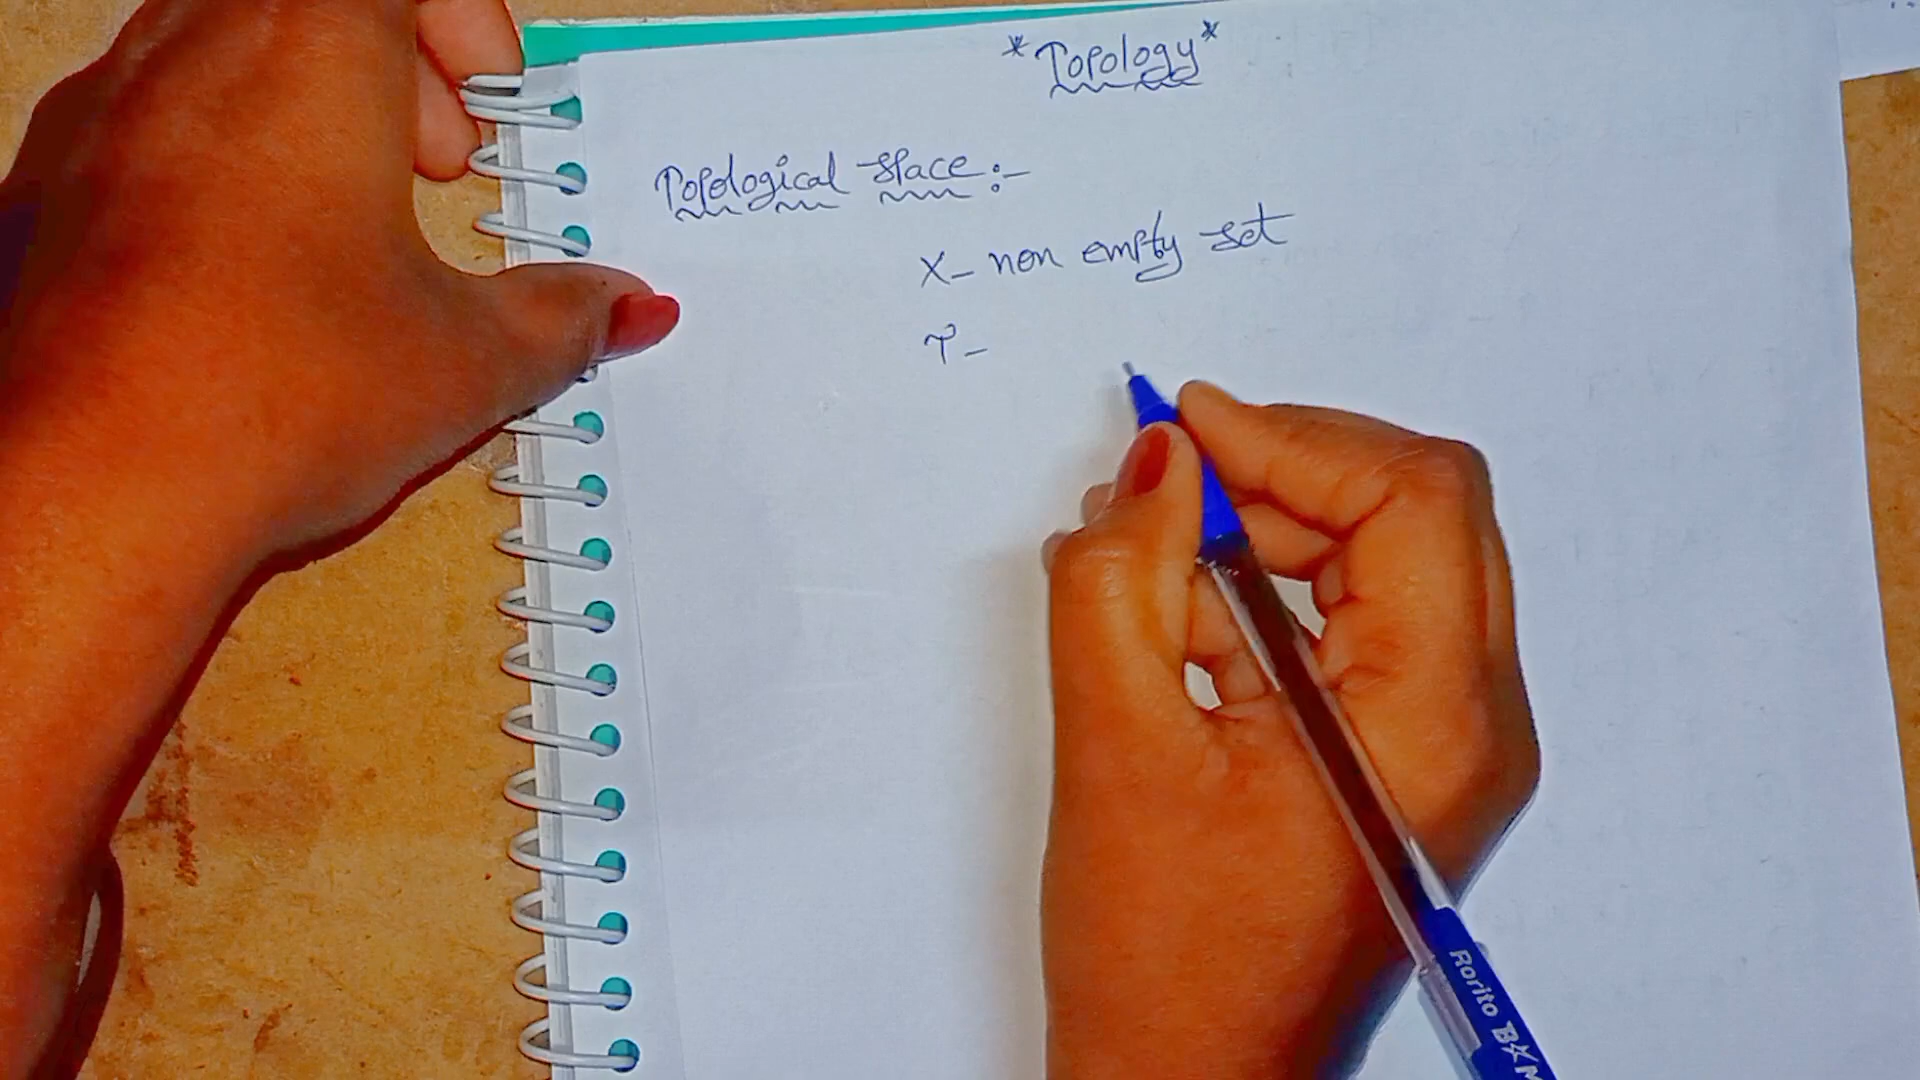 *Topology*
Topological space :-
X - non empty set
T -
Rorito